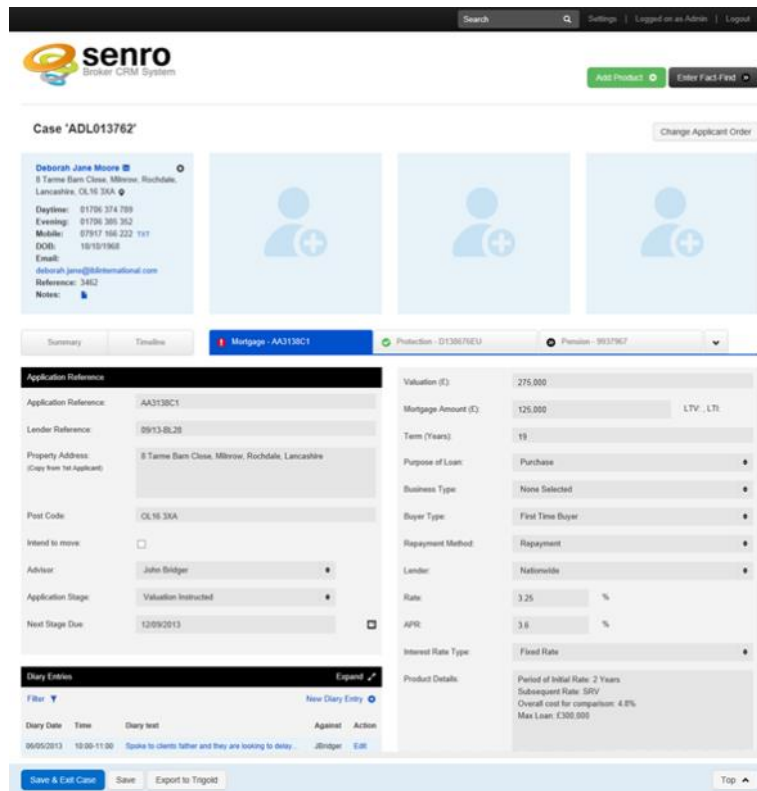 Search
Settings | Logged on as Admin | Logout
senro
Broker CRM System
Add Product
Enter Fact-Find
Case 'ADL013762'
Change Applicant Order
Deborah Jane Moore
8 Tarme Barn Close, Milnrow, Rochdale,
Lancashire, OL16 3XA
Daytime: 01706 374 789
Evening: 01706 385 352
Mobile: 07917 166 222 TXT
DOB: 18/10/1968
Email:
deborah.jane@iblinternational.com
Reference: 3462
Notes:
Summary
Timeline
Mortgage - AA3138C1
Protection - D138676EU
Pension - 9937967
Application Reference
Application Reference: AA3138C1
Lender Reference: 09/13-BL28
Property Address: 8 Tarme Barn Close, Milnrow, Rochdale, Lancashire
(Copy from 1st Applicant)
Post Code: OL16 3XA
Intend to move:
Advisor: John Bridger
Application Stage: Valuation Instructed
Next Stage Due: 12/09/2013
Diary Entries
Expand
Filter
New Diary Entry
Diary Date Time Diary text Against Action
06/05/2013 10:00-11:00 Spoke to clients father and they are looking to delay... JBridger Edit
Valuation (£): 275,000
Mortgage Amount (£): 125,000 LTV: , LTI:
Term (Years): 19
Purpose of Loan: Purchase
Business Type: None Selected
Buyer Type: First Time Buyer
Repayment Method: Repayment
Lender: Nationwide
Rate: 3.25 %
APR: 3.6 %
Interest Rate Type: Fixed Rate
Product Details: Period of Initial Rate: 2 Years
Subsequent Rate: SRV
Overall cost for comparison: 4.8%
Max Loan: £300,000
Save & Exit Case
Save
Export to Trigold
Top